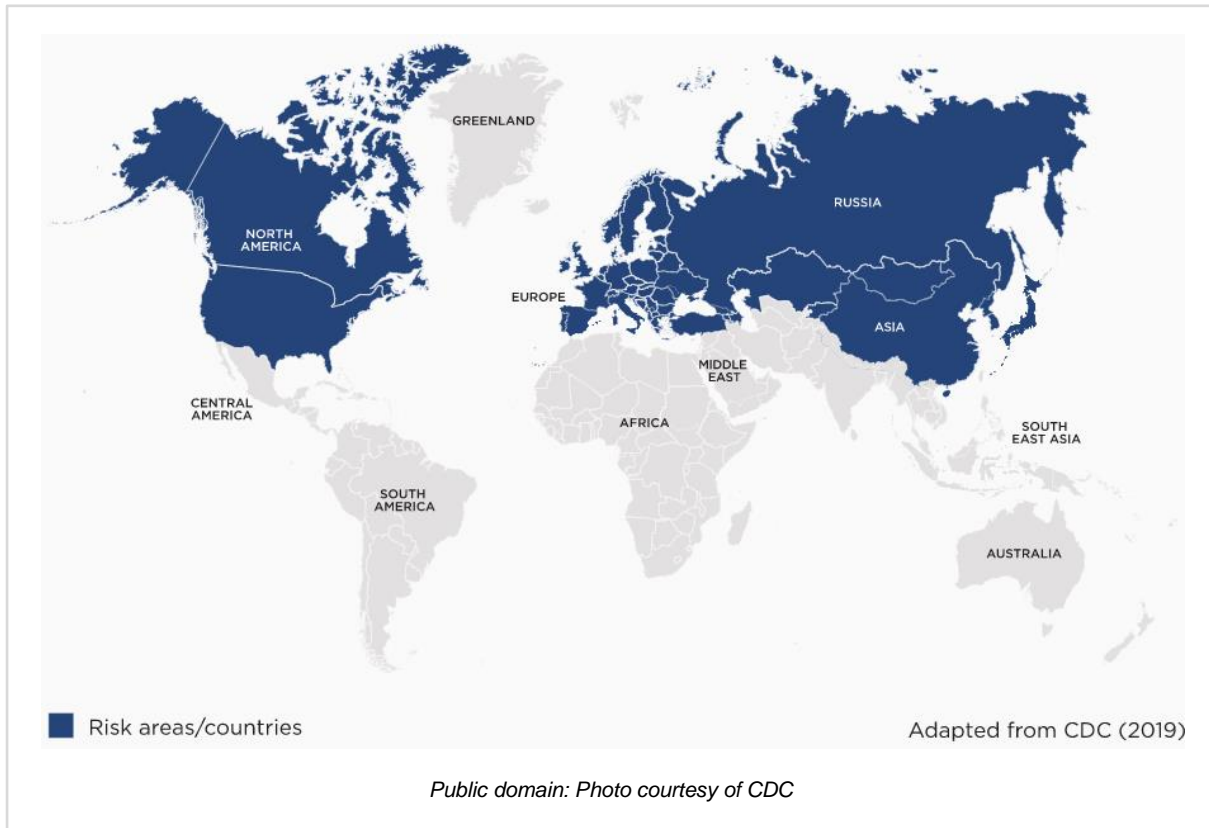 GREENLAND
RUSSIA
NORTH
AMERICA
EUROPE
ASIA
MIDDLE
EAST
CENTRAL
AMERICA
AFRICA
SOUTH
EAST ASIA
SOUTH
AMERICA
AUSTRALIA
Risk areas/countries
Adapted from CDC (2019)
Public domain: Photo courtesy of CDC